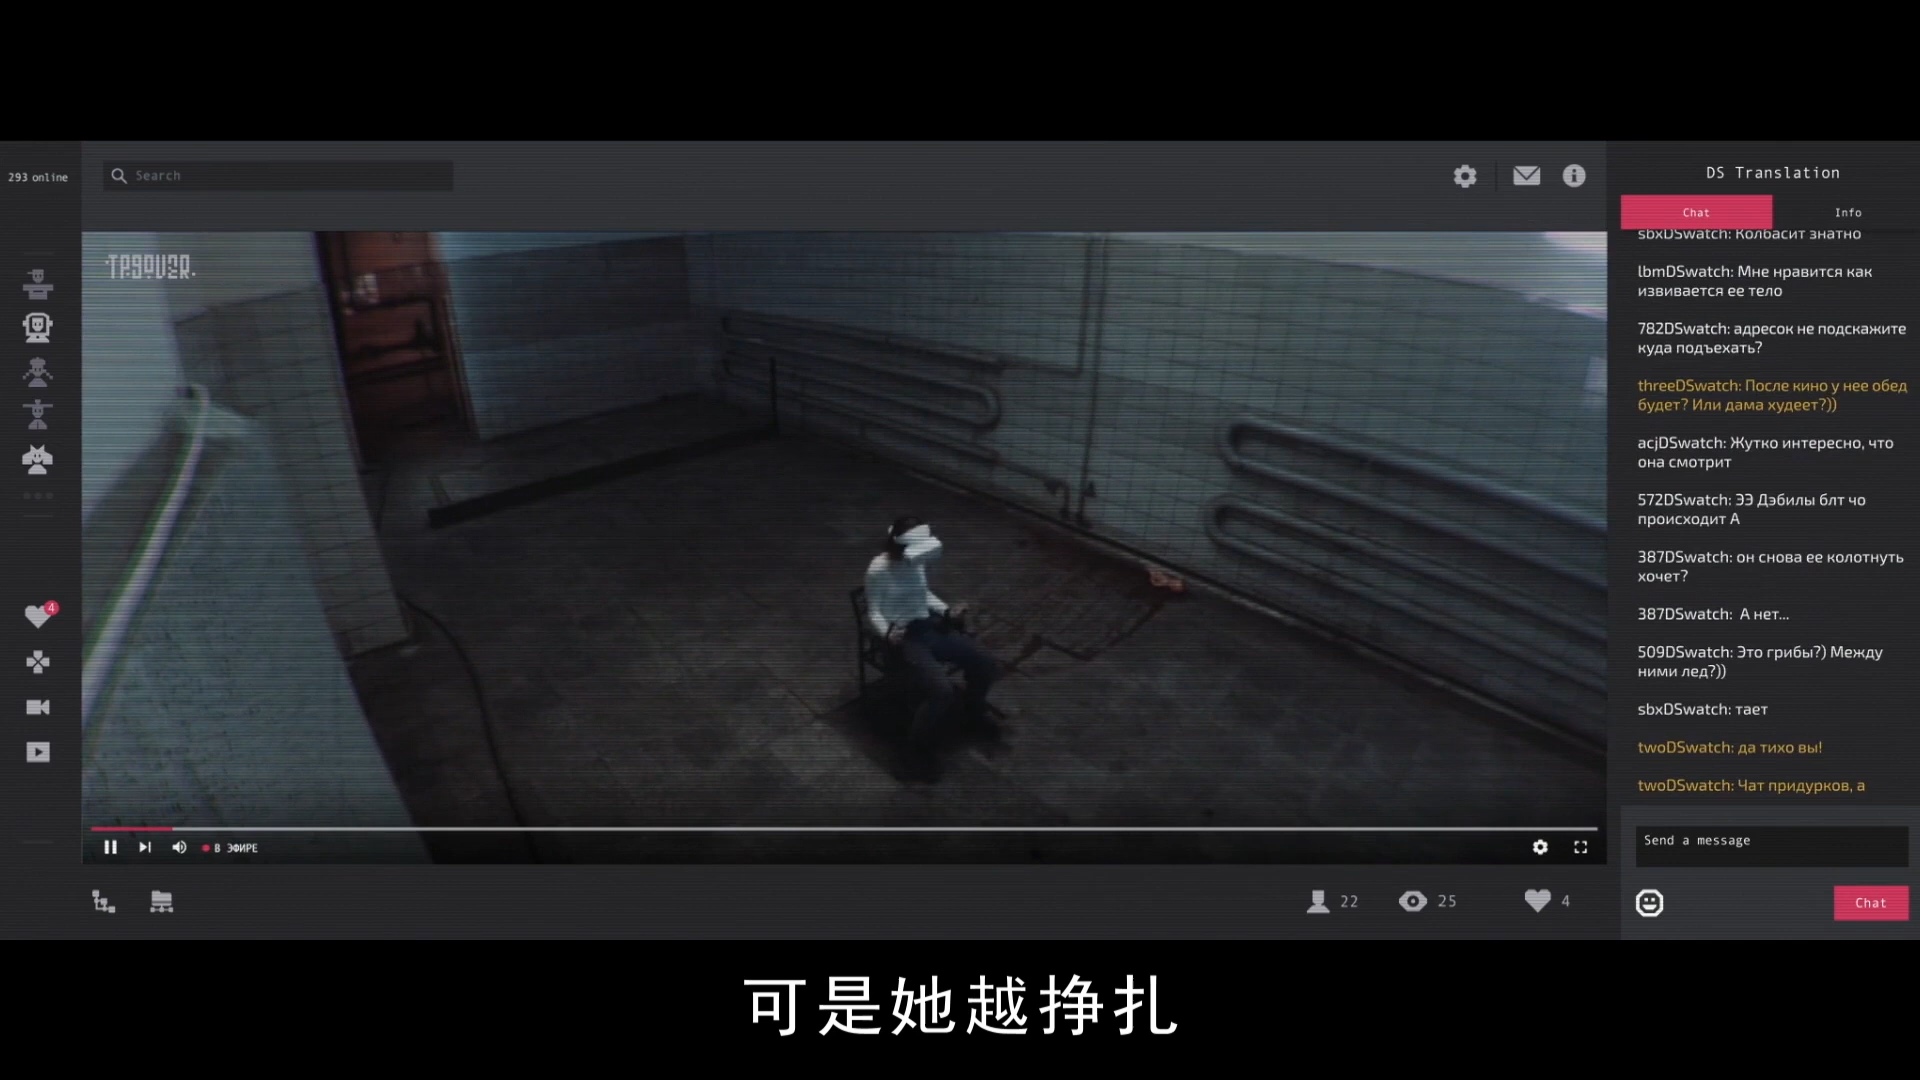 293 online
Search
DS Translation
Chat
Info
sbxDSwatch: Колбасит знатно
lbmDSwatch: Мне нравится как
извивается ее тело
782DSwatch: адресок не подскажите
куда подъехать?
threeDSwatch: После кино у нее обед
будет? Или дама худеет?))
acjDSwatch: Жутко интересно, что
она смотрит
572DSwatch: ЭЭ Дэбилы блт чо
происходит А
387DSwatch: он снова ее колотнуть
хочет?
387DSwatch: А нет...
509DSwatch: Это грибы?) Между
ними лед?))
sbxDSwatch: тает
twoDSwatch: да тихо вы!
twoDSwatch: Чат придурков, а
4
В ЭФИРЕ
Send a message
22
25
4
Chat
可是她越挣扎